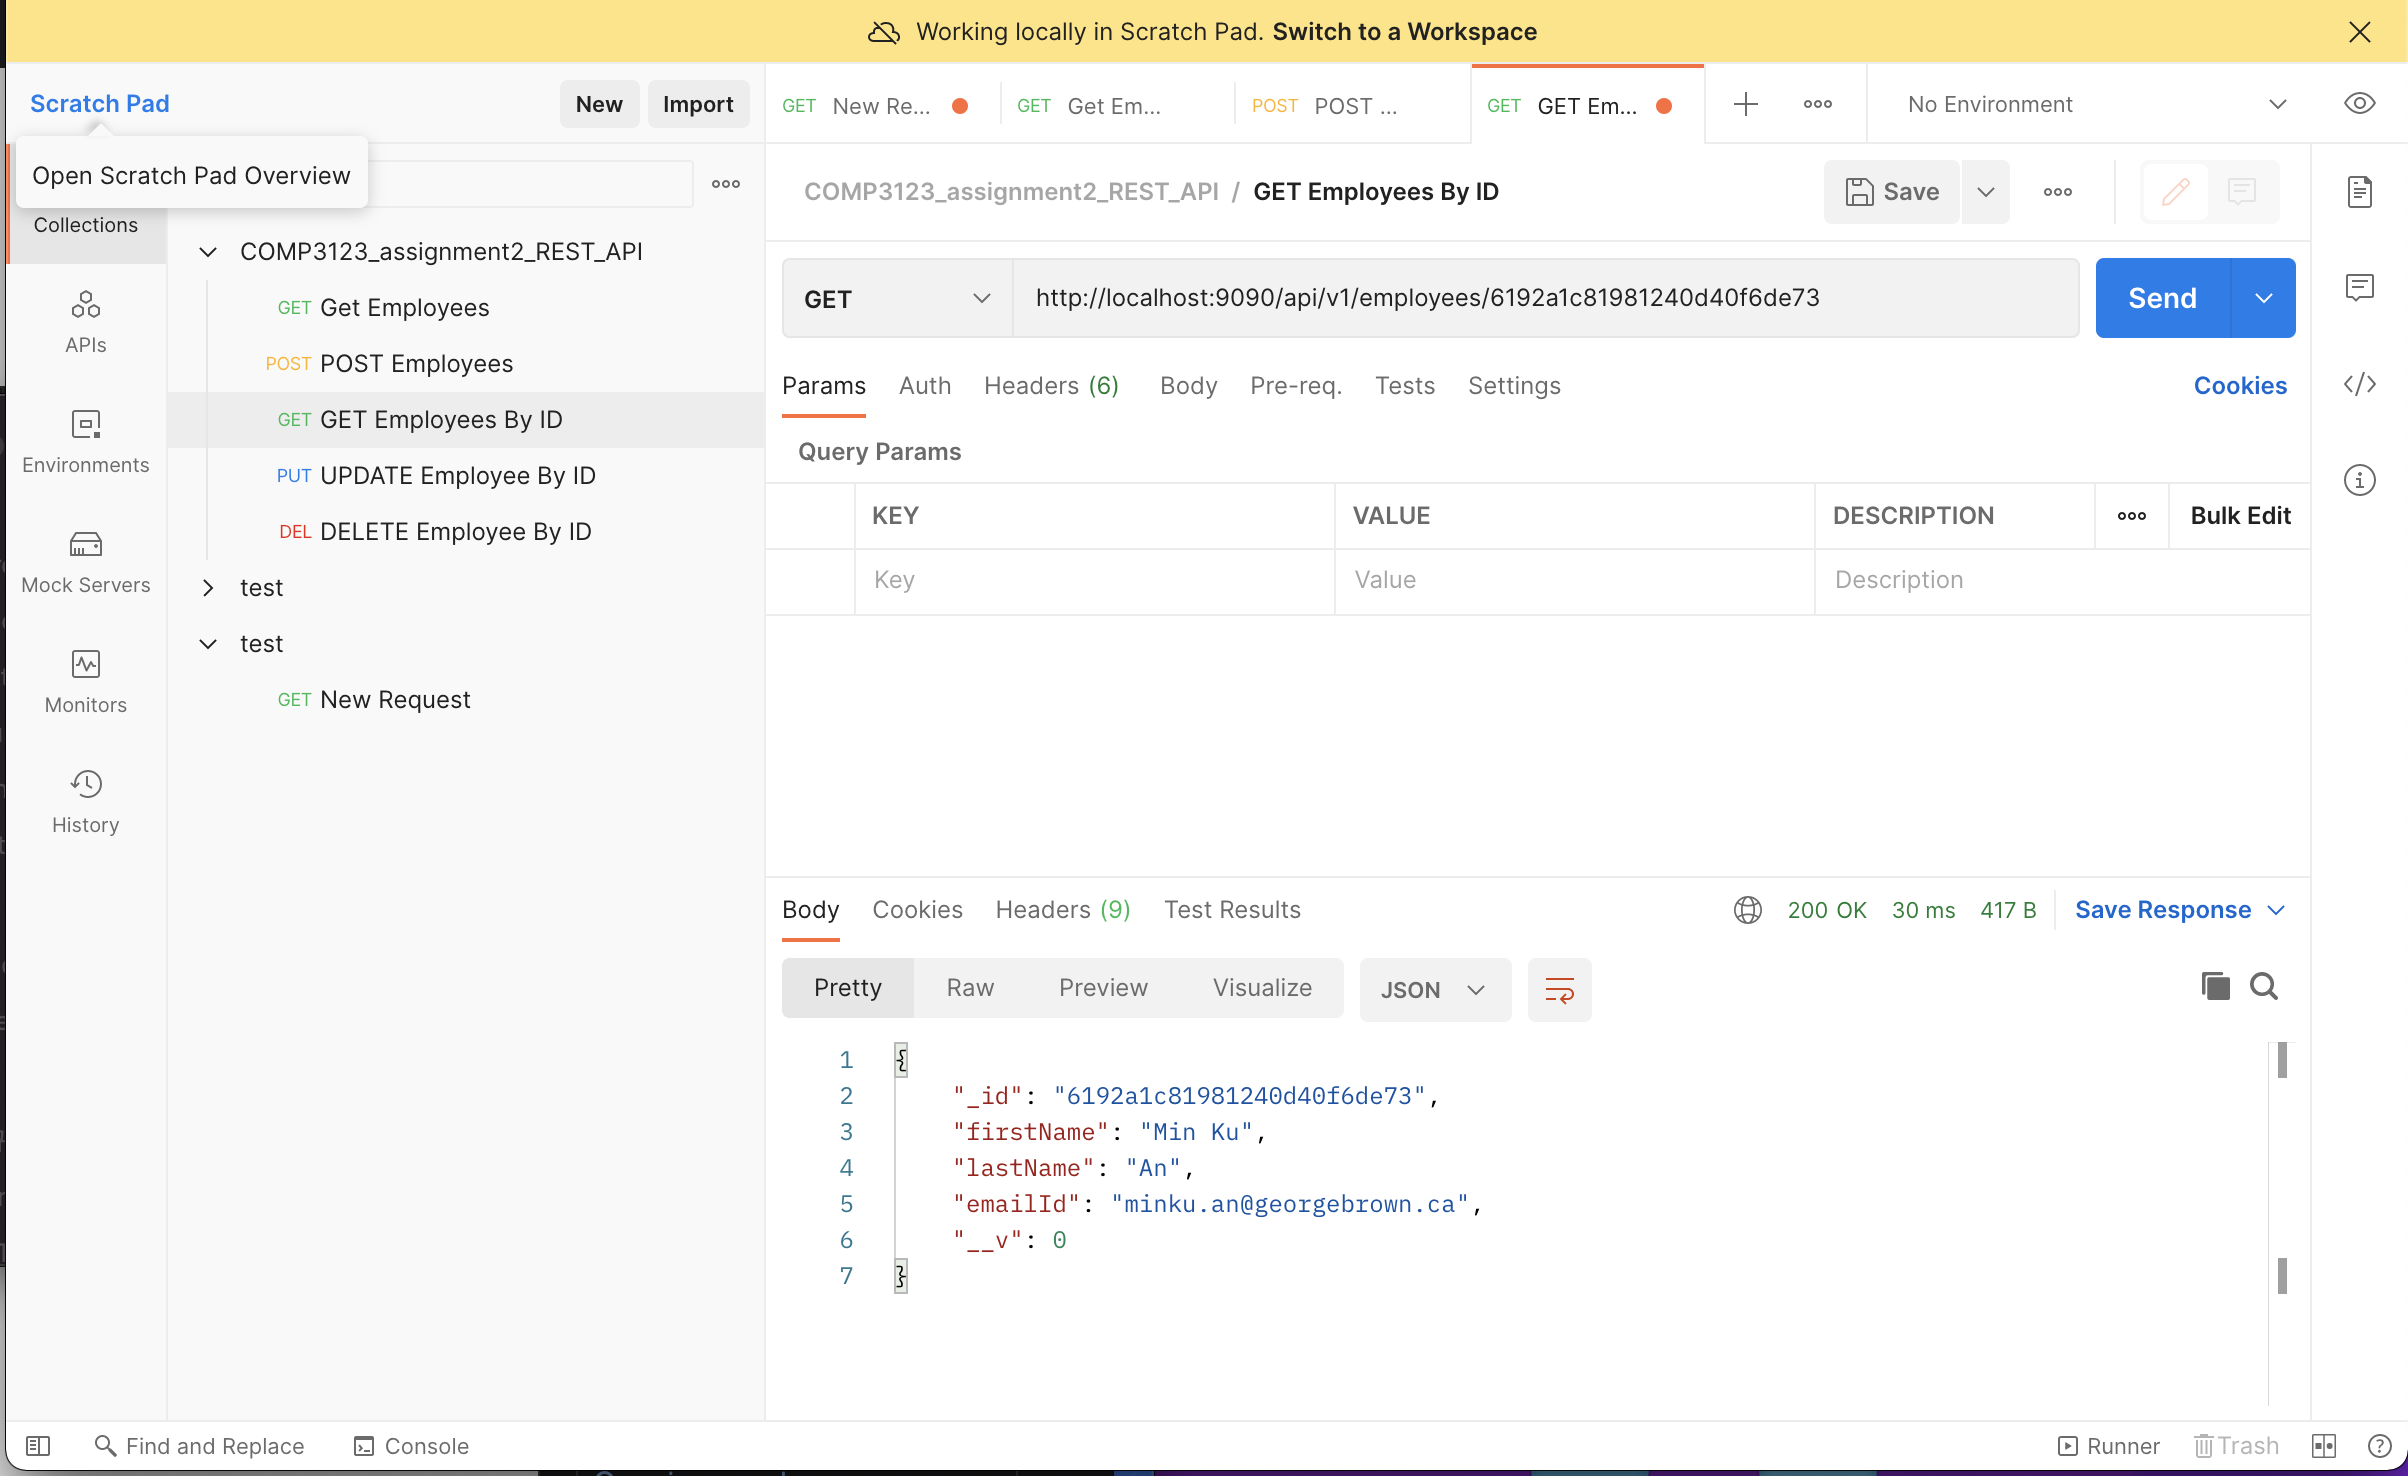 Working locally in Scratch Pad. Switch to a Workspace
Scratch Pad
New
Import
GET New Re...
GET Get Em...
POST POST ...
GET GET Em...
No Environment
Open Scratch Pad Overview
Collections
APIs
Environments
Mock Servers
Monitors
History
COMP3123_assignment2_REST_API
GET Get Employees
POST POST Employees
GET GET Employees By ID
PUT UPDATE Employee By ID
DEL DELETE Employee By ID
test
test
GET New Request
COMP3123_assignment2_REST_API / GET Employees By ID
Save
GET
http://localhost:9090/api/v1/employees/6192a1c81981240d40f6de73
Send
Params Auth Headers (6) Body Pre-req. Tests Settings
Cookies
Query Params
KEY VALUE DESCRIPTION Bulk Edit
Key Value Description
Body Cookies Headers (9) Test Results
200 OK 30 ms 417 B Save Response
Pretty Raw Preview Visualize JSON
1 {
2 "_id": "6192a1c81981240d40f6de73",
3 "firstName": "Min Ku",
4 "lastName": "An",
5 "emailId": "minku.an@georgebrown.ca",
6 "__v": 0
7 }
Find and Replace
Console
Runner
Trash